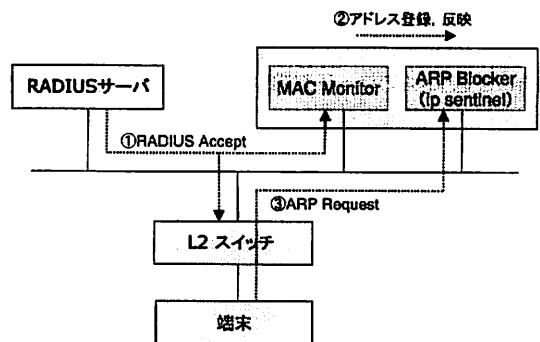 ②アドレス登録, 反映
RADIUSサーバ
MAC Monitor
ARP Blocker
(ip sentinel)
①RADIUS Accept
③ARP Request
L2 スイッチ
端末